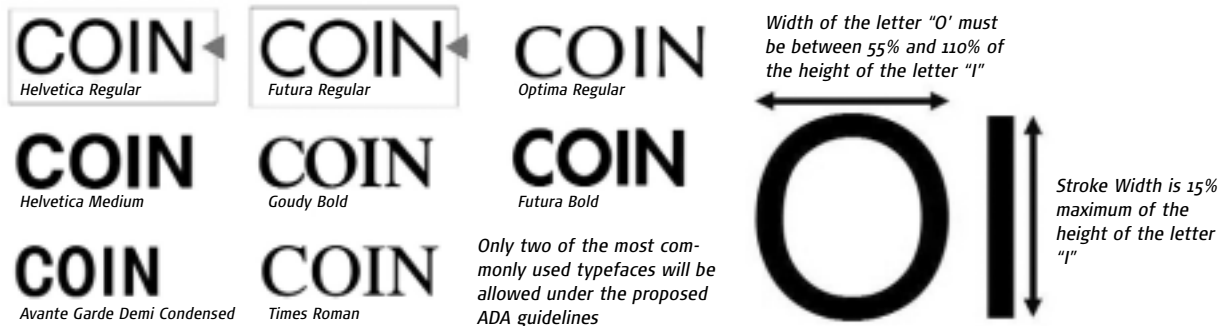 COIN
Helvetica Regular
COIN
Futura Regular
COIN
Optima Regular
COIN
Helvetica Medium
COIN
Goudy Bold
COIN
Futura Bold
COIN
Avante Garde Demi Condensed
COIN
Times Roman
Only two of the most com-
monly used typefaces will be
allowed under the proposed
ADA guidelines
Width of the letter “O’ must
be between 55% and 110% of
the height of the letter “I”
OI
Stroke Width is 15%
maximum of the
height of the letter
“I”